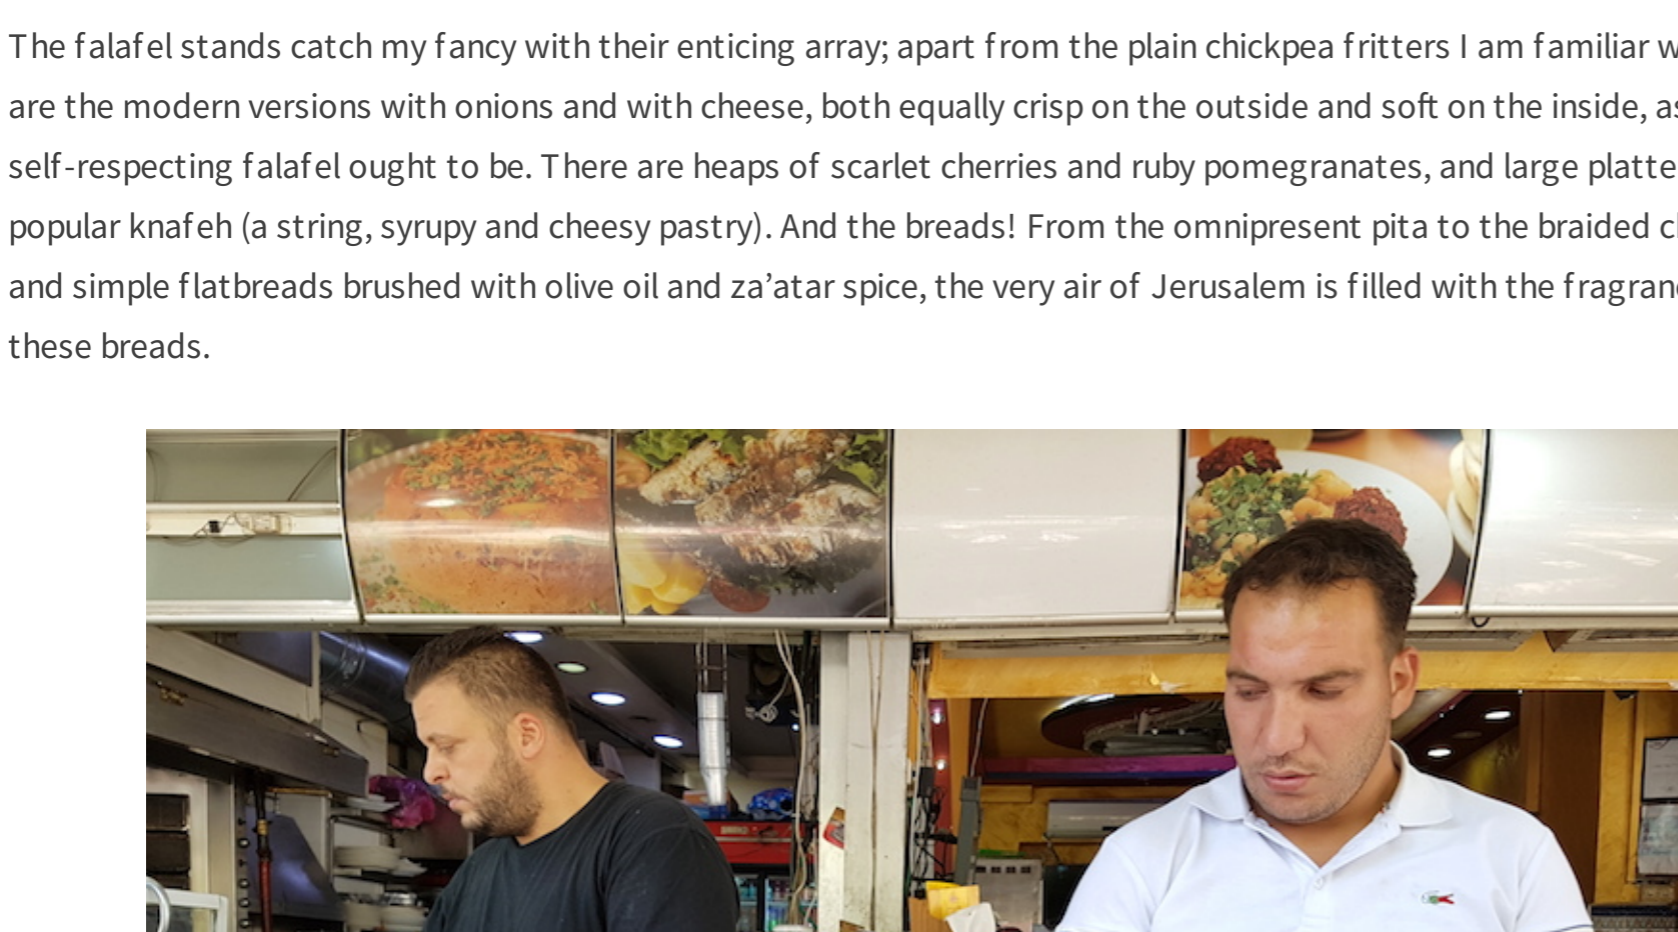 The falafel stands catch my fancy with their enticing array; apart from the plain chickpea fritters I am familiar
are the modern versions with onions and with cheese, both equally crisp on the outside and soft on the inside,
self-respecting falafel ought to be. There are heaps of scarlet cherries and ruby pomegranates, and large
popular knafeh (a string, syrupy and cheesy pastry). And the breads! From the omnipresent pita to the braided
and simple flatbreads brushed with olive oil and za’atar spice, the very air of Jerusalem is filled with the
these breads.